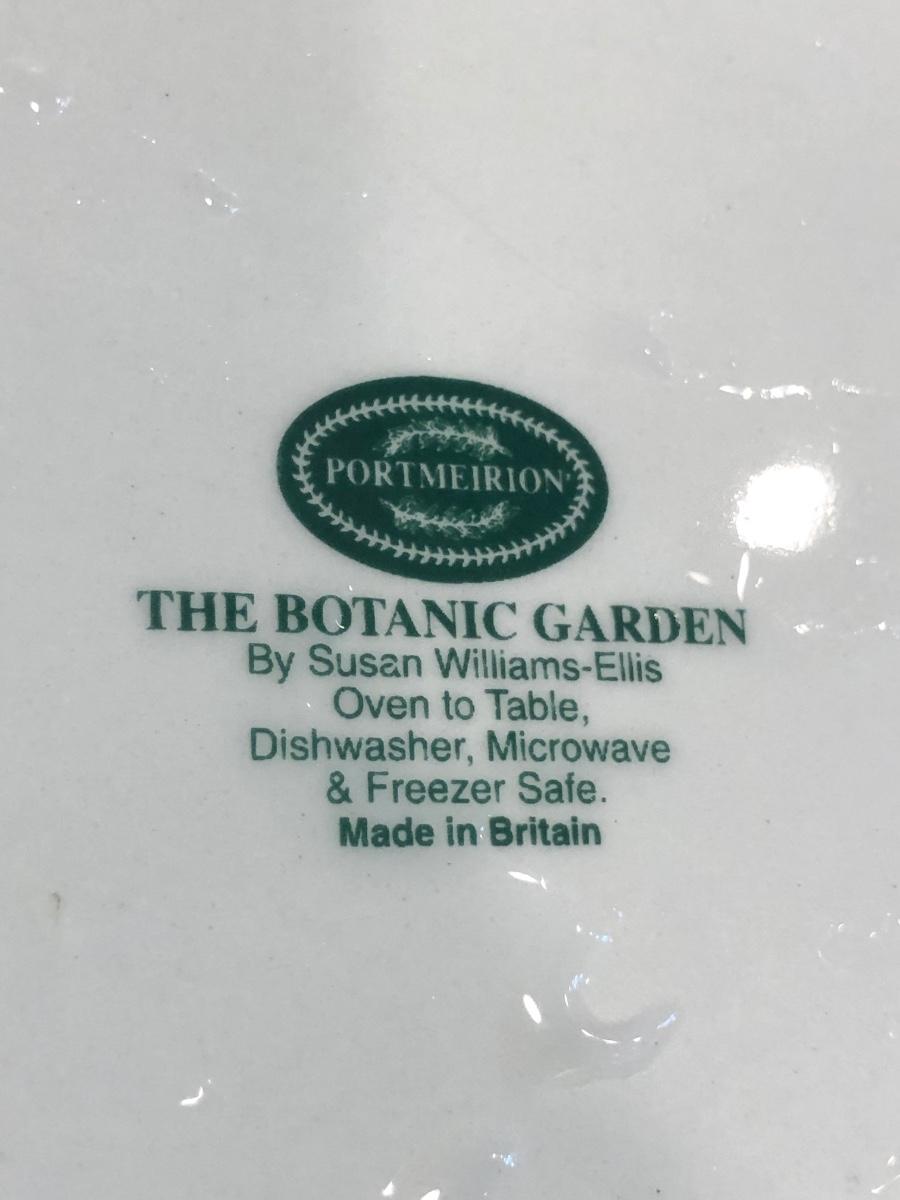 PORTMEIRION
THE BOTANIC GARDEN
By Susan Williams-Ellis
Oven to Table,
Dishwasher, Microwave
& Freezer Safe.
Made in Britain